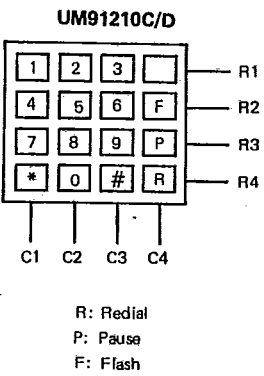 UM91210C/D
1 2 3 R1
4 5 6 F R2
7 8 9 P R3
* 0 # R R4
C1 C2 C3 C4
R: Redial
P: Pause
F: Flash